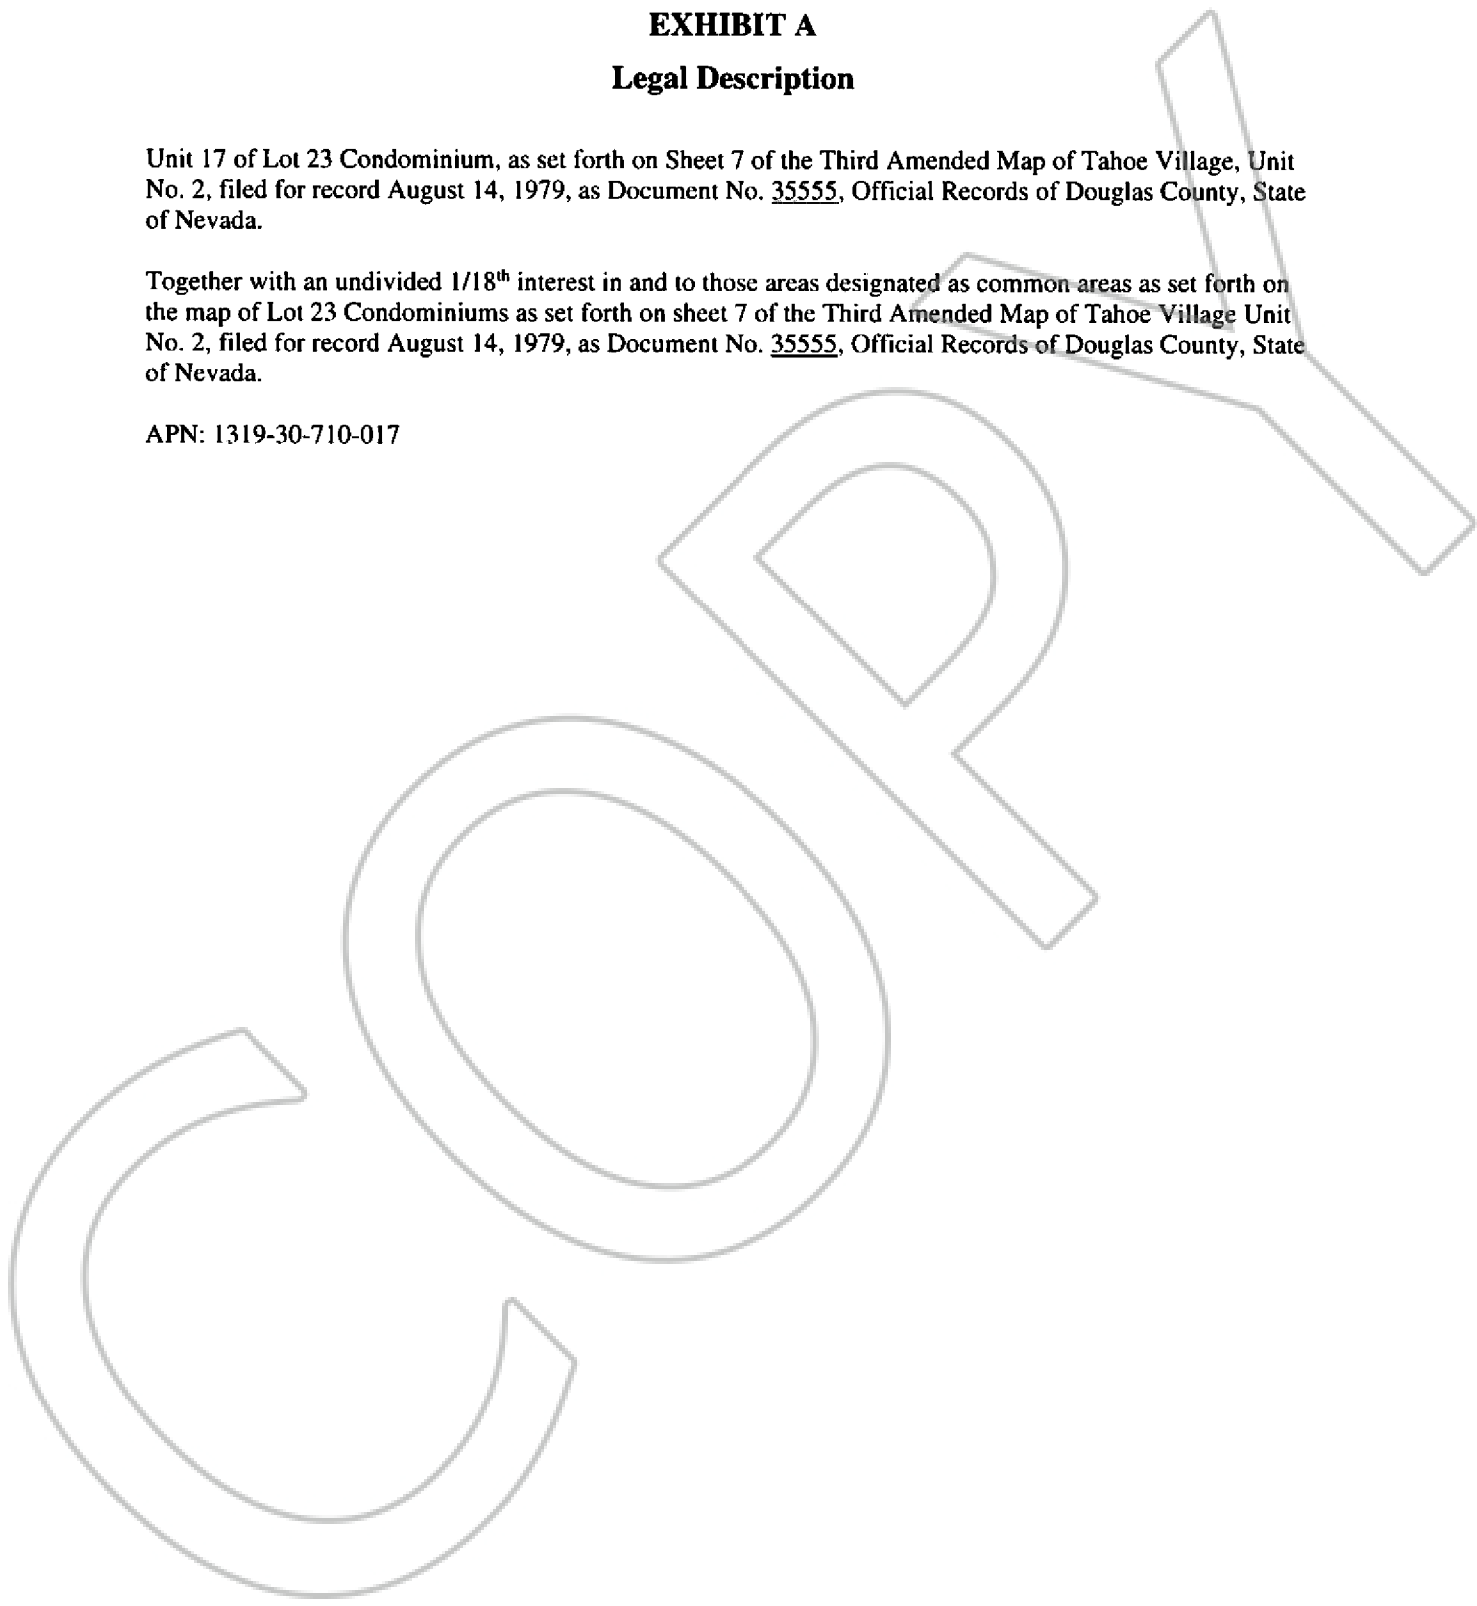 EXHIBIT A
Legal Description
Unit 17 of Lot 23 Condominium, as set forth on Sheet 7 of the Third Amended Map of Tahoe Village, Unit
No. 2, filed for record August 14, 1979, as Document No. 35555, Official Records of Douglas County, State
of Nevada.
Together with an undivided 1/18th interest in and to those areas designated as common areas as set forth on
the map of Lot 23 Condominiums as set forth on sheet 7 of the Third Amended Map of Tahoe Village Unit
No. 2, filed for record August 14, 1979, as Document No. 35555, Official Records of Douglas County, State
of Nevada.
APN: 1319-30-710-017
COPY